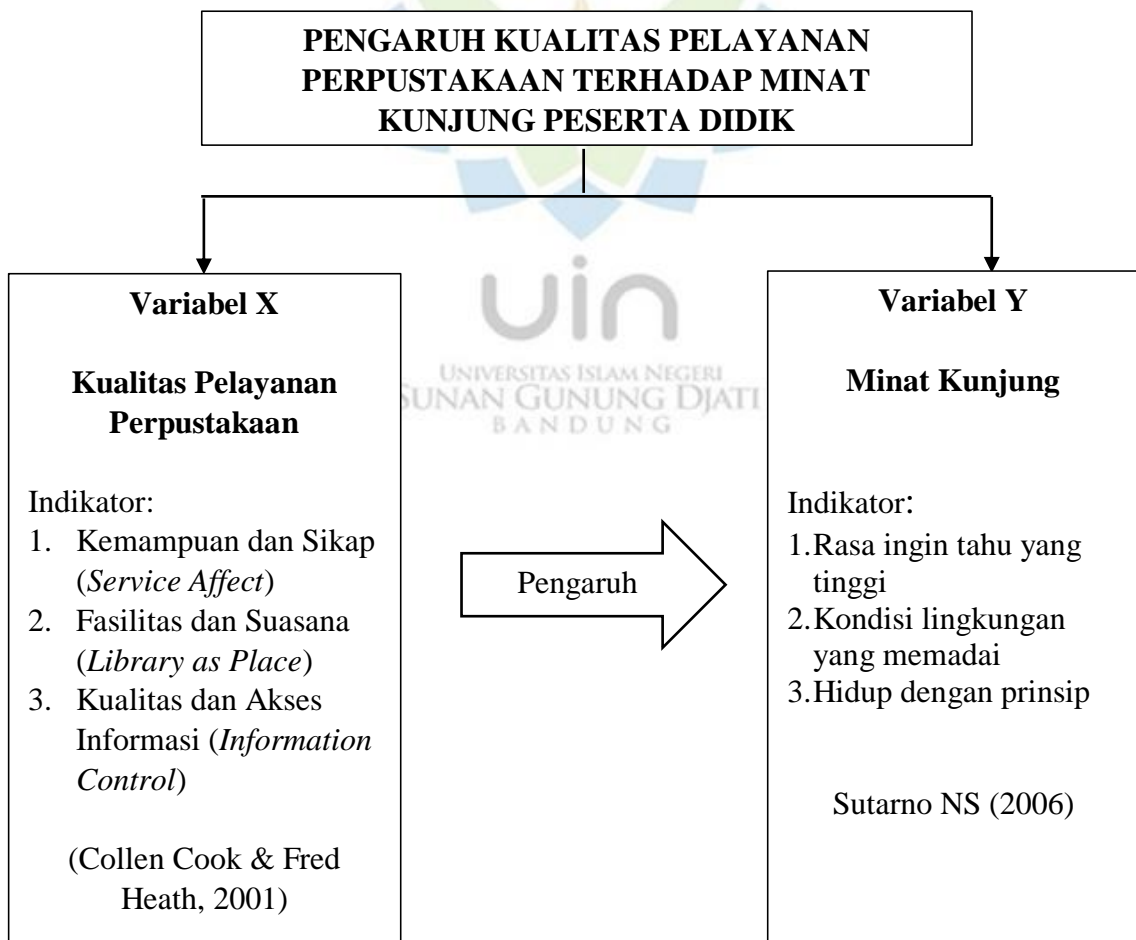 PENGARUH KUALITAS PELAYANAN
PERPUSTAKAAN TERHADAP MINAT
KUNJUNG PESERTA DIDIK
Variabel X
Kualitas Pelayanan
Perpustakaan
Indikator:
1. Kemampuan dan Sikap
(Service Affect)
2. Fasilitas dan Suasana
(Library as Place)
3. Kualitas dan Akses
Informasi (Information
Control)
(Collen Cook & Fred
Heath, 2001)
uin
UNIVERSITAS ISLAM NEGERI
SUNAN GUNUNG DJATI
BANDUNG
Pengaruh
Variabel Y
Minat Kunjung
Indikator:
1.Rasa ingin tahu yang
tinggi
2.Kondisi lingkungan
yang memadai
3.Hidup dengan prinsip
Sutarno NS (2006)